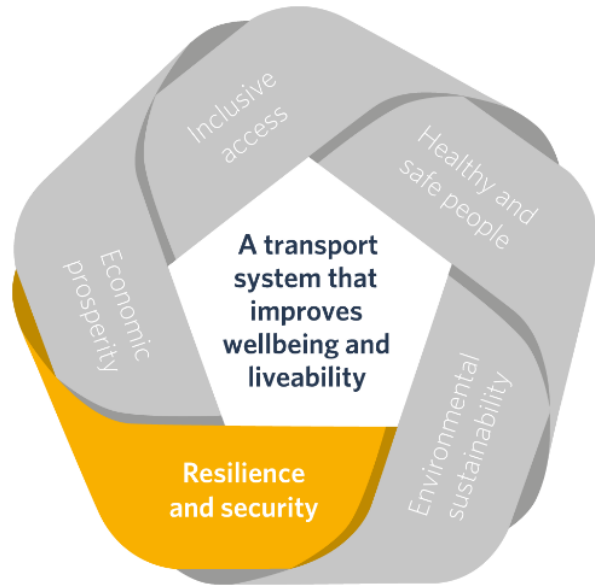 Inclusive
access
Healthy and
safe people
A transport
system that
improves
wellbeing and
liveability
Economic
prosperity
Environmental
sustainability
Resilience
and security